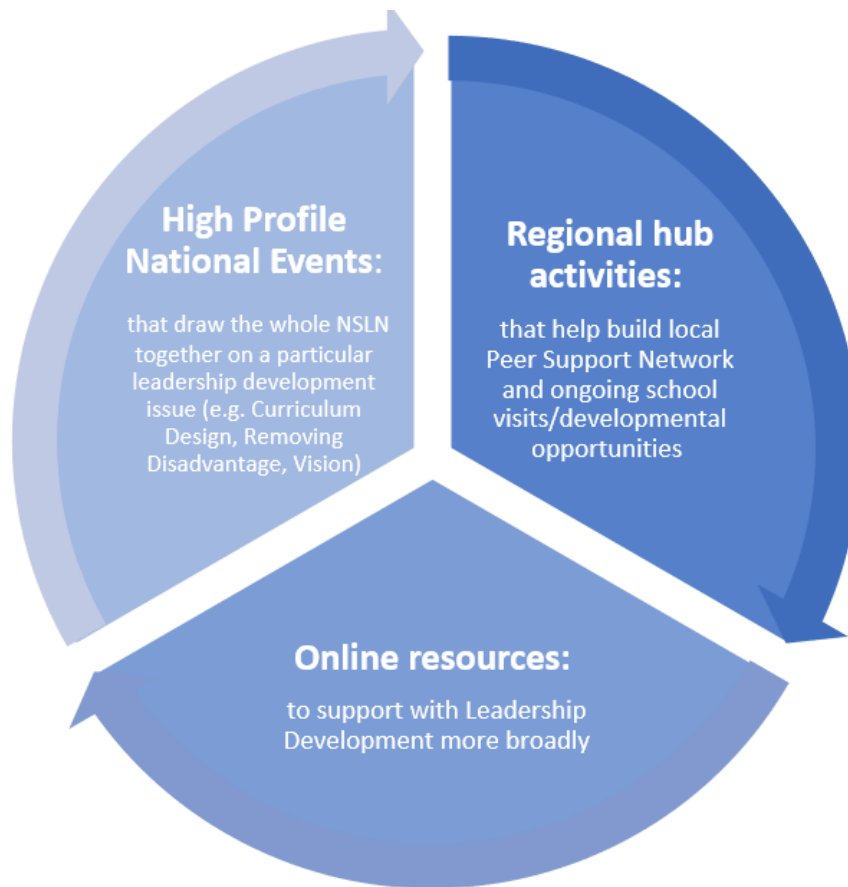 High Profile
National Events:
that draw the whole NSLN
together on a particular
leadership development
issue (e.g. Curriculum
Design, Removing
Disadvantage, Vision)
Regional hub
activities:
that help build local
Peer Support Network
and ongoing school
visits/developmental
opportunities
Online resources:
to support with Leadership
Development more broadly